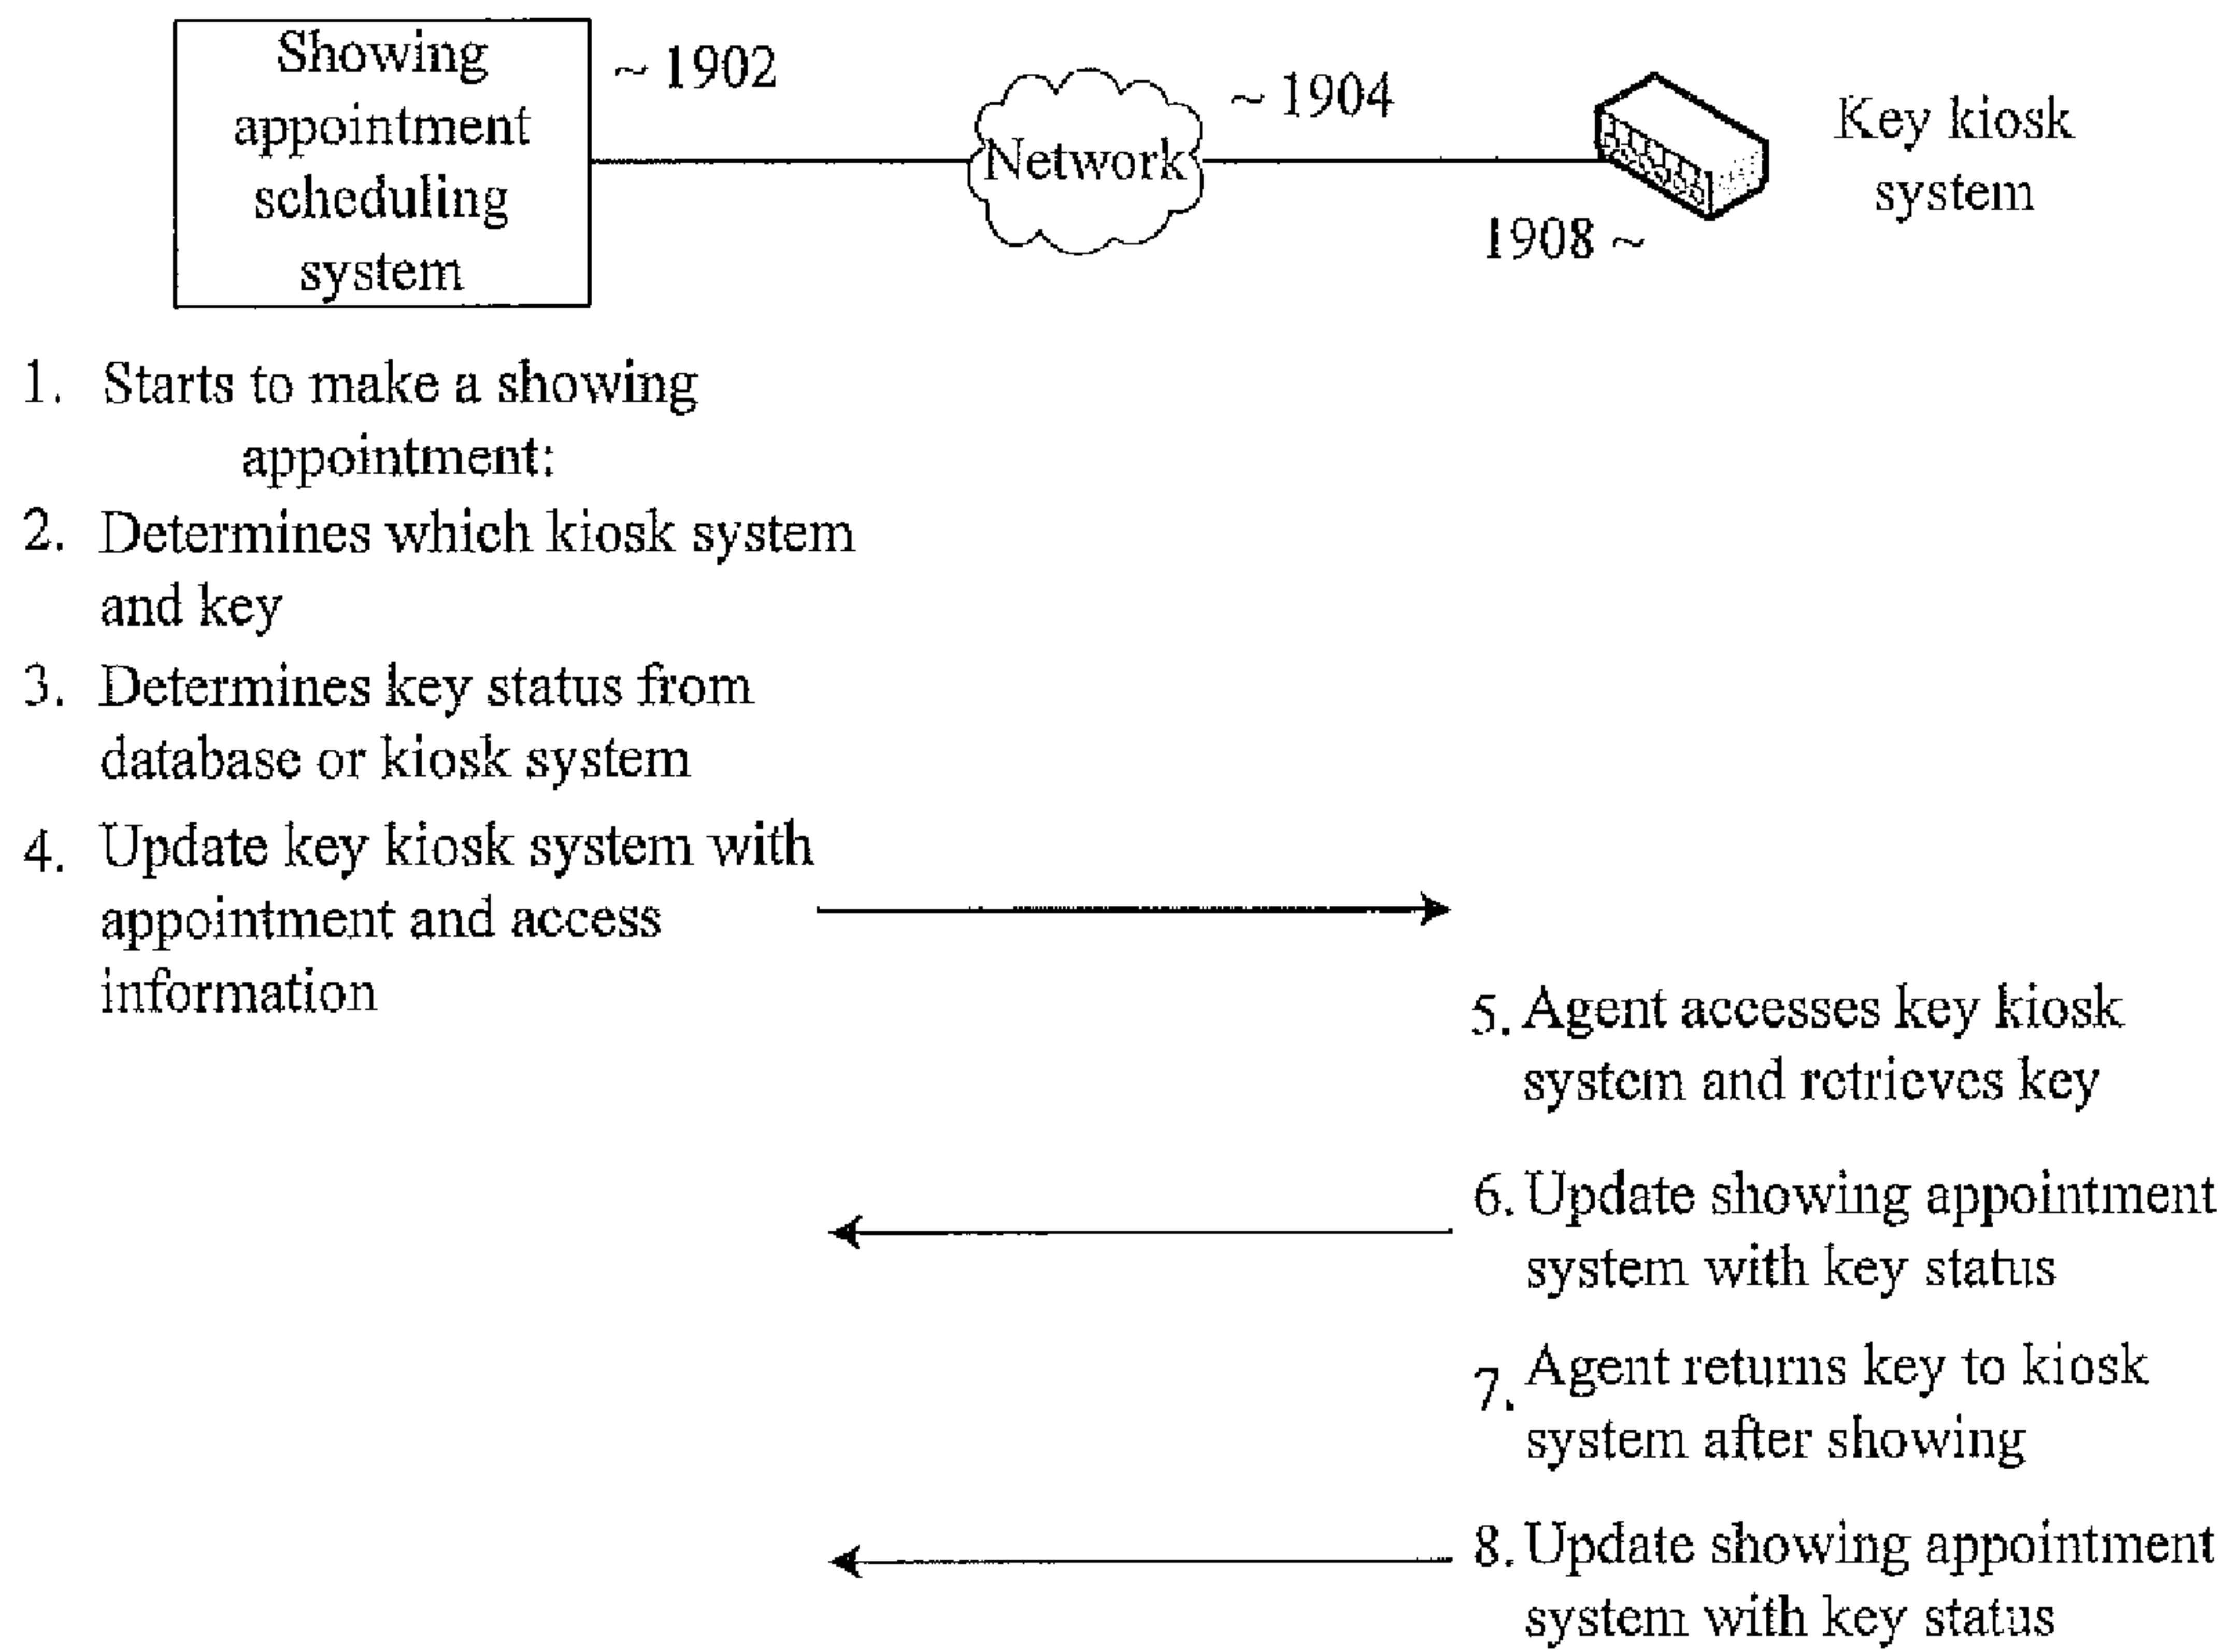 Showing
appointment
scheduling
system
~ 1902
Network
~ 1904
1908 ~
Key kiosk
system
1. Starts to make a showing
appointment:
2. Determines which kiosk system
and key
3. Determines key status from
database or kiosk system
4. Update key kiosk system with
appointment and access
information
5. Agent accesses key kiosk
system and retrieves key
6. Update showing appointment
system with key status
7. Agent returns key to kiosk
system after showing
8. Update showing appointment
system with key status